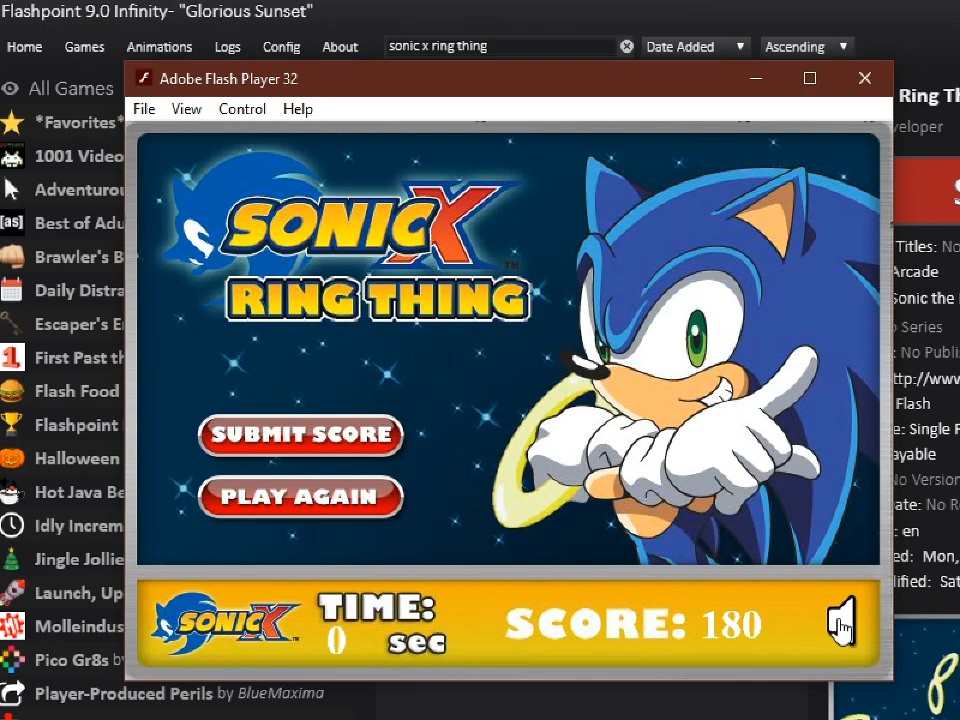 Flashpoint 9.0 Infinity- "Glorious Sunset"
Home Games Animations Logs Config About sonic x ring thing Date Added Ascending
Adobe Flash Player 32
File View Control Help
All Games
*Favorites*
1001 Video
Adventurou
[as] Best of Adu
Brawler's B
Daily Distra
Escaper's E
1 First Past th
Flash Food
Flashpoint
Halloween
Hot Java Be
Idly Increm
Jingle Jollie
Launch, Up
Molleindus
Pico Gr8s by
Player-Produced Perils by BlueMaxima
SONIC X
TM
RING THING
SUBMIT SCORE
PLAY AGAIN
SONIC X
TIME:
0 sec
SCORE: 180
Ring Th
veloper
S
Titles: No
Arcade
Sonic the
Series
: No Publi
ttp://www
Flash
e: Single P
ayable
No Version
ate: No R
: en
ed: Mon,
lified: Sat